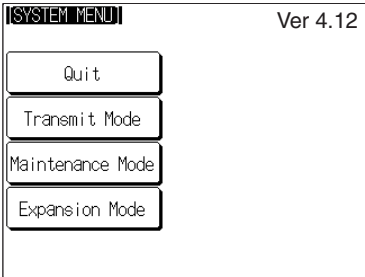 [SYSTEM MENU]
Ver 4.12
Quit
Transmit Mode
Maintenance Mode
Expansion Mode